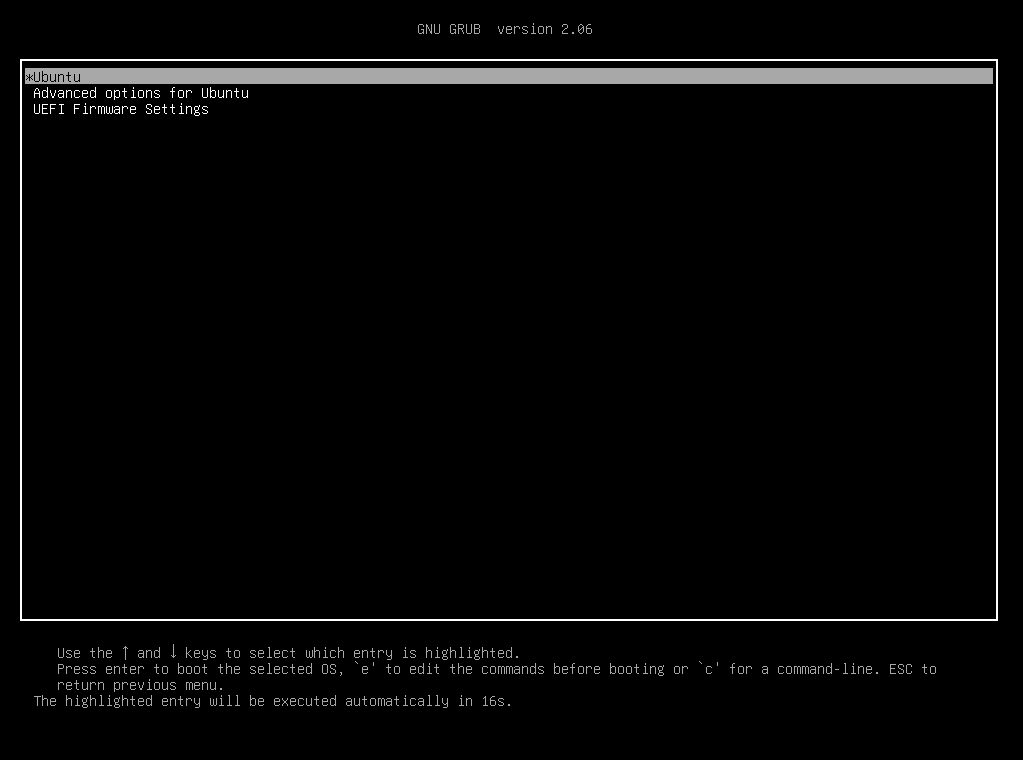 GNU GRUB  version 2.06
*Ubuntu
Advanced options for Ubuntu
UEFI Firmware Settings
Use the ↑ and ↓ keys to select which entry is highlighted.
Press enter to boot the selected OS, `e' to edit the commands before booting or `c' for a command-line. ESC to
return previous menu.
The highlighted entry will be executed automatically in 16s.